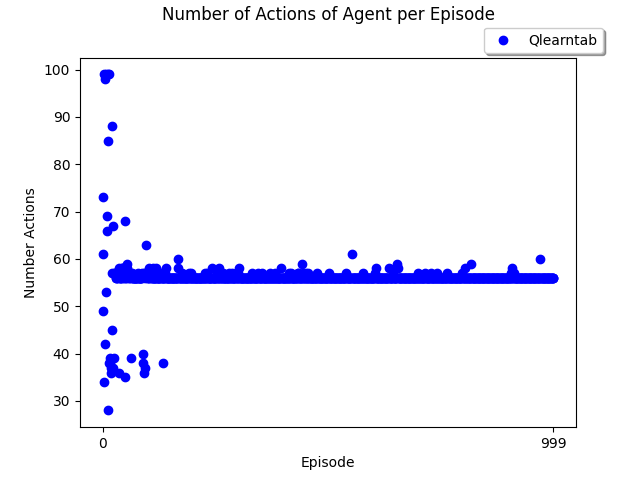 Number of Actions of Agent per Episode
Qlearntab
100
90
80
70
60
50
40
30
Number Actions
0
999
Episode